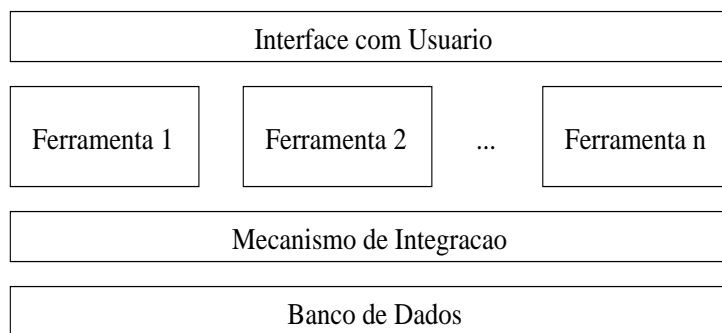 Interface com Usuario
Ferramenta 1 Ferramenta 2 ... Ferramenta n
Mecanismo de Integracao
Banco de Dados